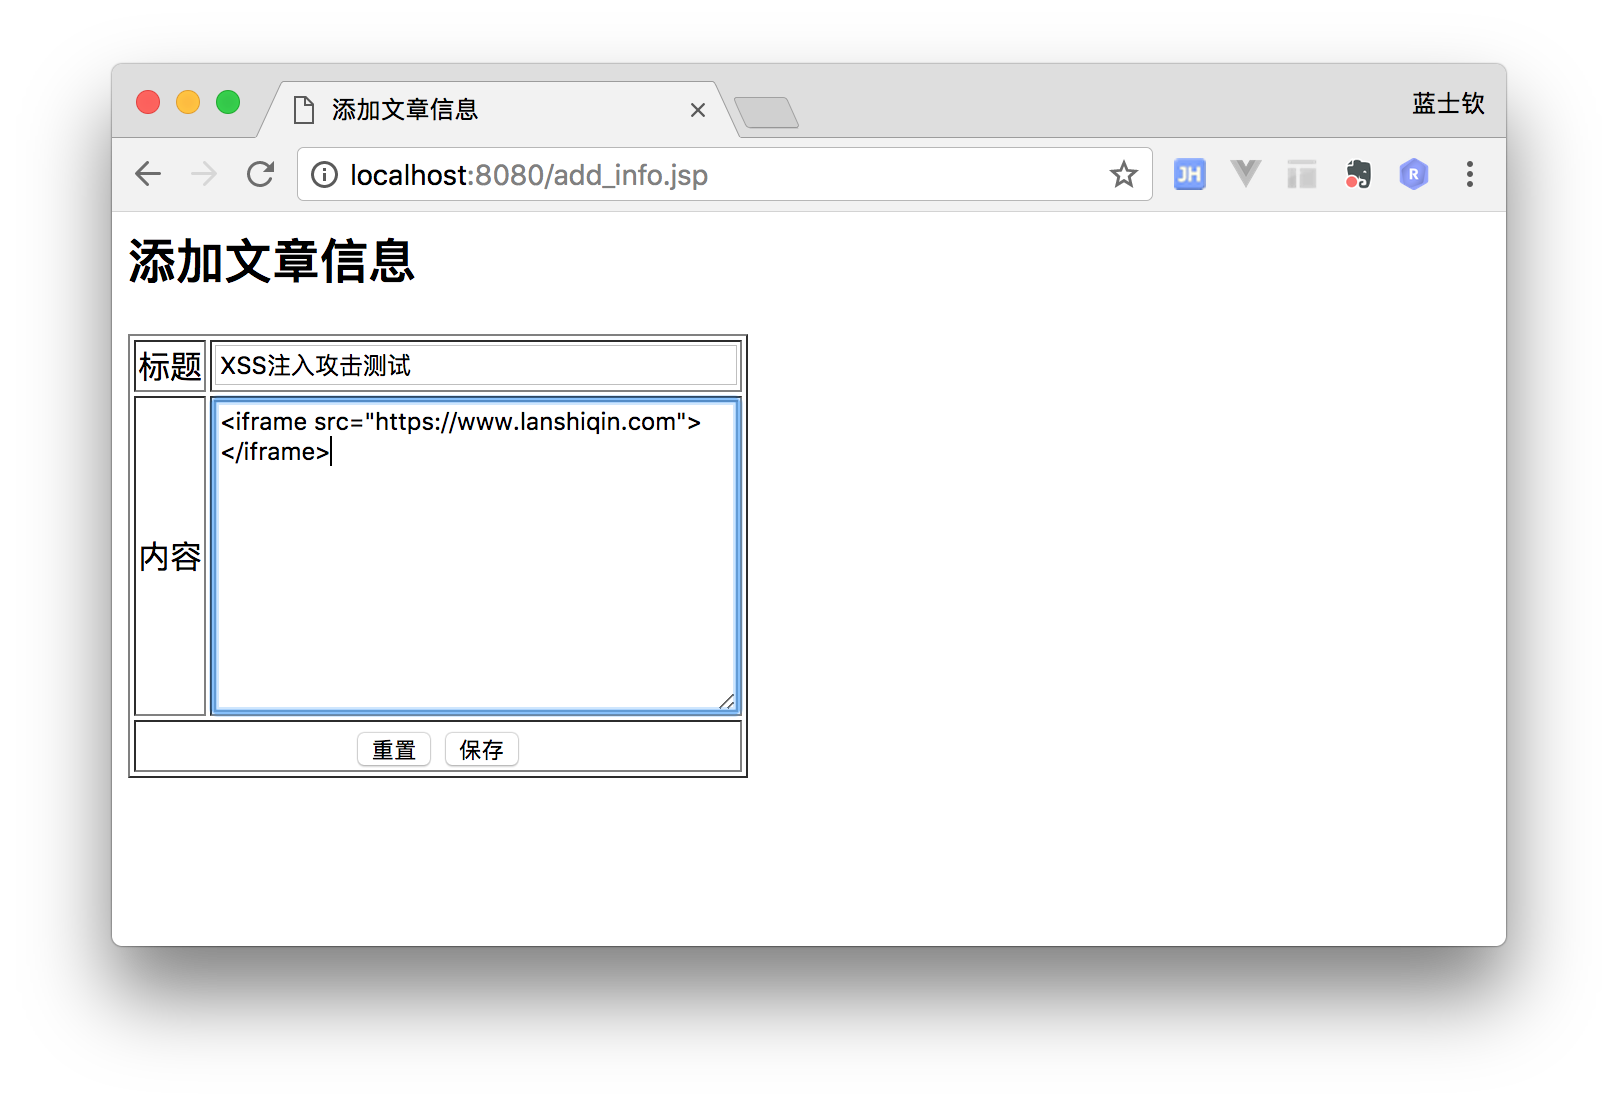 添加文章信息
蓝士钦
localhost:8080/add_info.jsp
JH
R
添加文章信息
标题
XSS注入攻击测试
内容
<iframe src="https://www.lanshiqin.com">
</iframe>
重置 保存